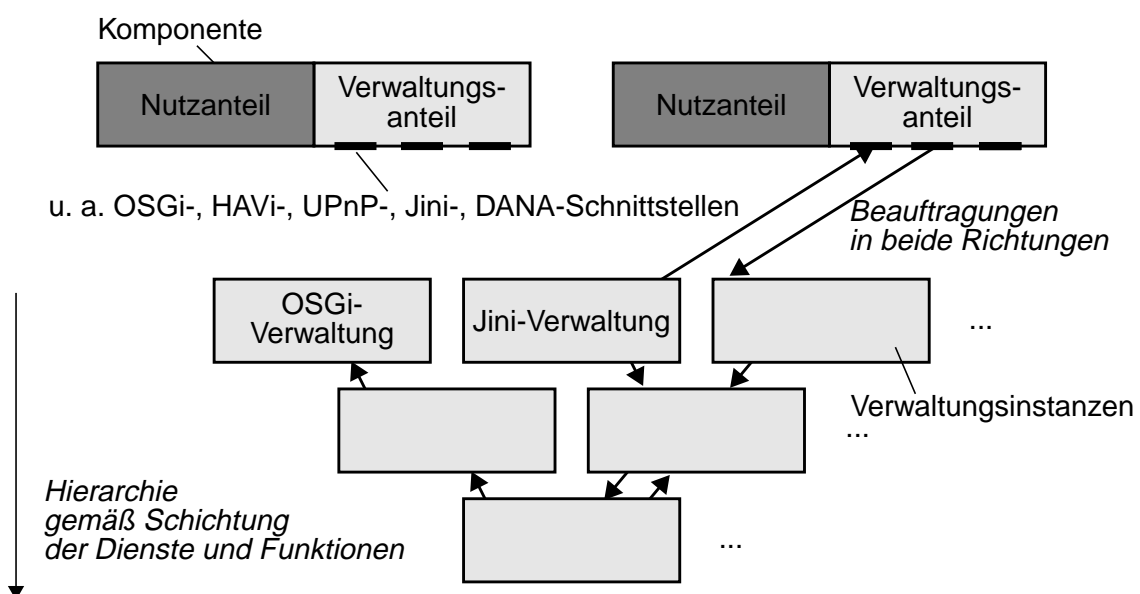 Komponente
Nutzanteil
Verwaltungs-
anteil
Nutzanteil
Verwaltungs-
anteil
u. a. OSGi-, HAVi-, UPnP-, Jini-, DANA-Schnittstellen
Beauftragungen
in beide Richtungen
OSGi-
Verwaltung
Jini-Verwaltung
...
Verwaltungsinstanzen
...
Hierarchie
gemäß Schichtung
der Dienste und Funktionen
...